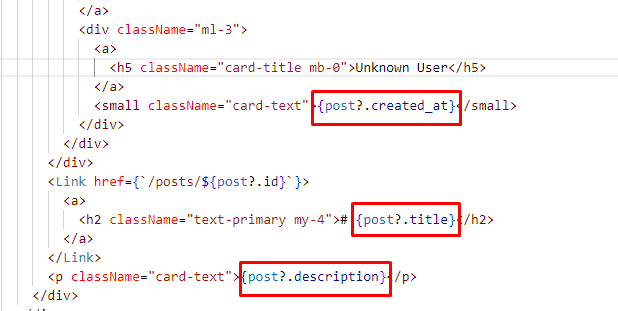 </a>
<div className="ml-3">
<a>
<h5 className="card-title mb-0">Unknown User</h5>
</a>
<small className="card-text">{post?.created_at}</small>
</div>
</div>
</div>
<Link href={`/posts/${post?.id}`}>
<a>
<h2 className="text-primary my-4"># {post?.title}</h2>
</a>
</Link>
<p className="card-text">{post?.description}</p>
</div>